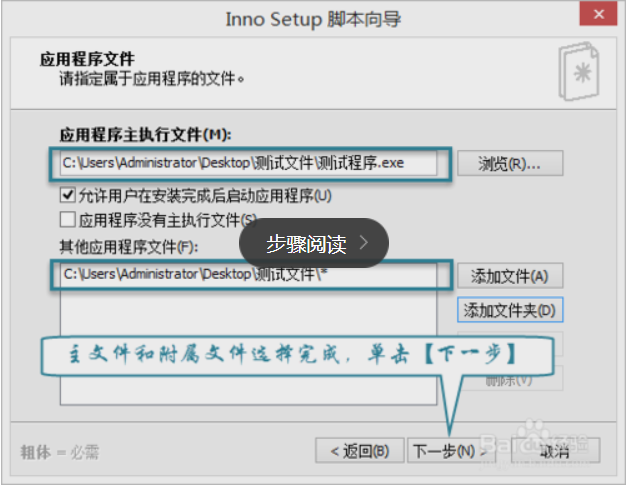 Inno Setup 脚本向导
应用程序文件
请指定属于应用程序的文件。
应用程序主执行文件(M):
C:\Users\Administrator\Desktop\测试文件\测试程序.exe
浏览(R)...
允许用户在安装完成后启动应用程序(U)
应用程序没有主执行文件(S)
步骤阅读
其他应用程序文件(F):
C:\Users\Administrator\Desktop\测试文件\*
添加文件(A)
添加文件夹(D)
主文件和附属文件选择完成，单击【下一步】
删除(V)
粗体 = 必需
< 返回(B)
下一步(N) >
取消
Bai 经验